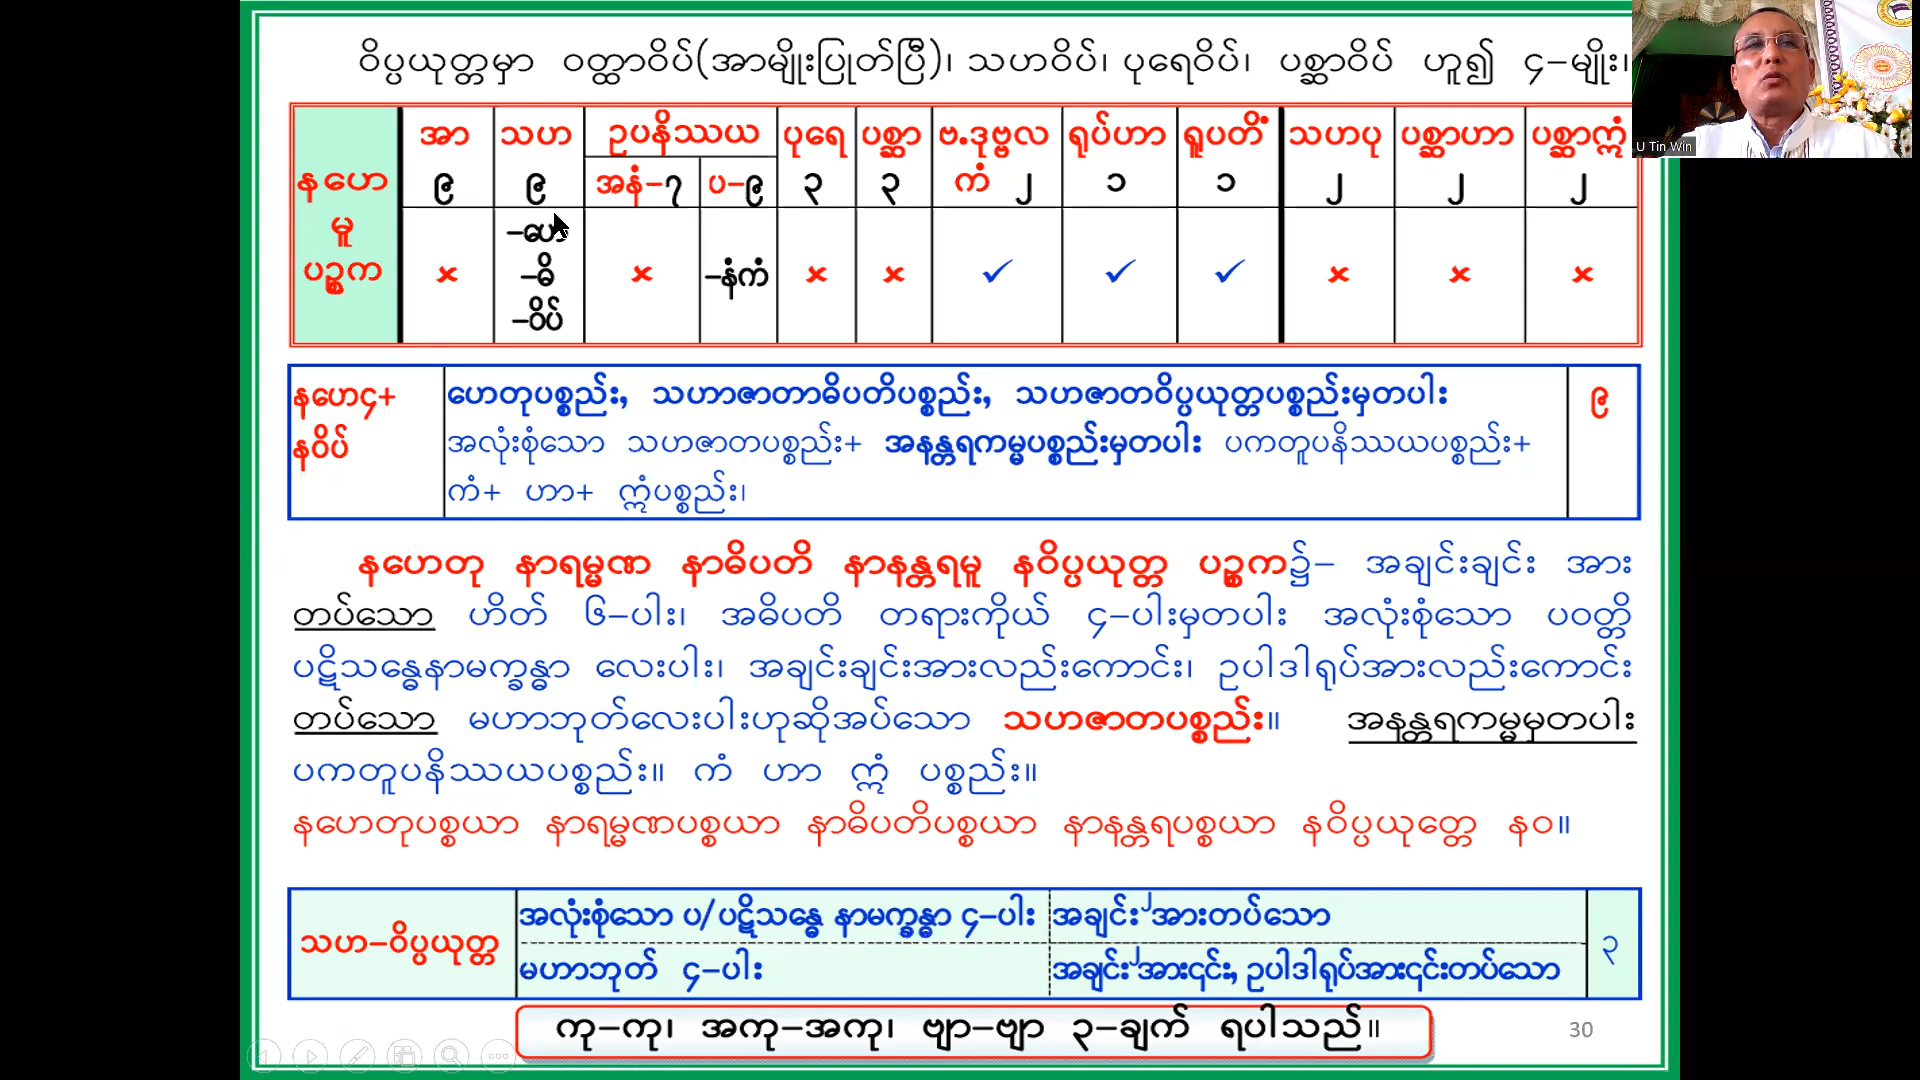 ဝိပ္ပယုတ္တမှာ ဝတ္ထာဝိပ်(အာမျိုးပြုတ်ပြီ)၊ သဟဝိပ်၊ ပုရေဝိပ်၊ ပစ္ဆာဝိပ် ဟူ၍ ၄-မျိုး၊
U Tin Win
နဟေ မူ ပဉ္စက
အာ ၉ သဟ ၉ ဥပနိဿယ အနံ-၇ ပ-၉ ပုရေ ၃ ပစ္ဆာ ၃ ဗ.ဒုဗ္ဗလ ကံ ၂ ရုပ်ဟာ ၁ ရူပတိံ ၁ သဟပု ၂ ပစ္ဆာဟာ ၂ ပစ္ဆာဣံ ၂
× -ဟေ -ဓိ -ဝိပ် × -နံကံ × × ✓ ✓ ✓ × × ×
နဟေ၄+ နဝိပ်
ဟေတုပစ္စည်း, သဟာဇာတာဓိပတိပစ္စည်း, သဟဇာတဝိပ္ပယုတ္တပစ္စည်းမှတပါး ၉
အလုံးစုံသော သဟဇာတပစ္စည်း+ အနန္တရကမ္မပစ္စည်းမှတပါး ပကတူပနိဿယပစ္စည်း+
ကံ+ ဟာ+ ဣံပစ္စည်း၊
နဟေတု နာရမ္မဏ နာဓိပတိ နာနန္တရမူ နဝိပ္ပယုတ္တ ပဉ္စက၌- အချင်းချင်း အား
တပ်သော ဟိတ် ၆-ပါး၊ အဓိပတိ တရားကိုယ် ၄-ပါးမှတပါး အလုံးစုံသော ပဝတ္တိ
ပဋိသန္ဓေနာမက္ခန္ဓာ လေးပါး၊ အချင်းချင်းအားလည်းကောင်း၊ ဥပါဒါရုပ်အားလည်းကောင်း
တပ်သော မဟာဘုတ်လေးပါးဟုဆိုအပ်သော သဟဇာတပစ္စည်း။ အနန္တရကမ္မမှတပါး
ပကတူပနိဿယပစ္စည်း။ ကံ ဟာ ဣံ ပစ္စည်း။
နဟေတုပစ္စယာ နာရမ္မဏပစ္စယာ နာဓိပတိပစ္စယာ နာနန္တရပစ္စယာ နဝိပ္ပယုတ္တေ နဝ။
သဟ-ဝိပ္ပယုတ္တ
အလုံးစုံသော ပ/ပဋိသန္ဓေ နာမက္ခန္ဓာ ၄-ပါး အချင်း၂အားတပ်သော ၃
မဟာဘုတ် ၄-ပါး အချင်း၂အား၎င်း, ဥပါဒါရုပ်အား၎င်းတပ်သော
ကု-ကု၊ အကု-အကု၊ ဗျာ-ဗျာ ၃-ချက် ရပါသည်။
30